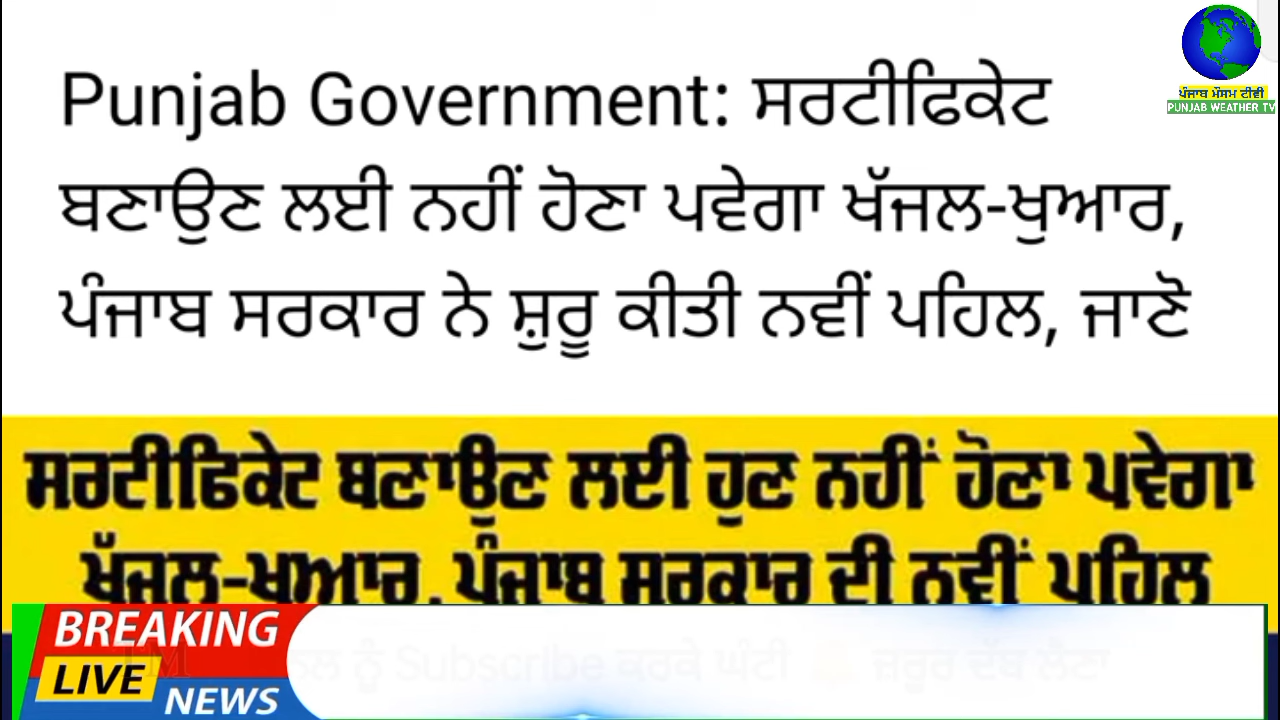 ਪੰਜਾਬ ਮੌਸਮ ਟੀਵੀ
PUNJAB WEATHER TV
Punjab Government: ਸਰਟੀਫਿਕੇਟ
ਬਣਾਉਣ ਲਈ ਨਹੀਂ ਹੋਣਾ ਪਵੇਗਾ ਖੱਜਲ-ਖੁਆਰ,
ਪੰਜਾਬ ਸਰਕਾਰ ਨੇ ਸ਼ੁਰੂ ਕੀਤੀ ਨਵੀਂ ਪਹਿਲ, ਜਾਣੋ
ਸਰਟੀਫਿਕੇਟ ਬਣਾਉਣ ਲਈ ਹੁਣ ਨਹੀਂ ਹੋਣਾ ਪਵੇਗਾ
ਖੱਜਲ-ਖੁਆਰ, ਪੰਜਾਬ ਸਰਕਾਰ ਦੀ ਨਵੀਂ ਪਹਿਲ
BREAKING
LIVE
NEWS
ਨੂੰ Subscribe ਕਰਕੇ ਘੰਟੀ ਜ਼ਰੂਰ ਦੱਬ ਲੈਣਾ